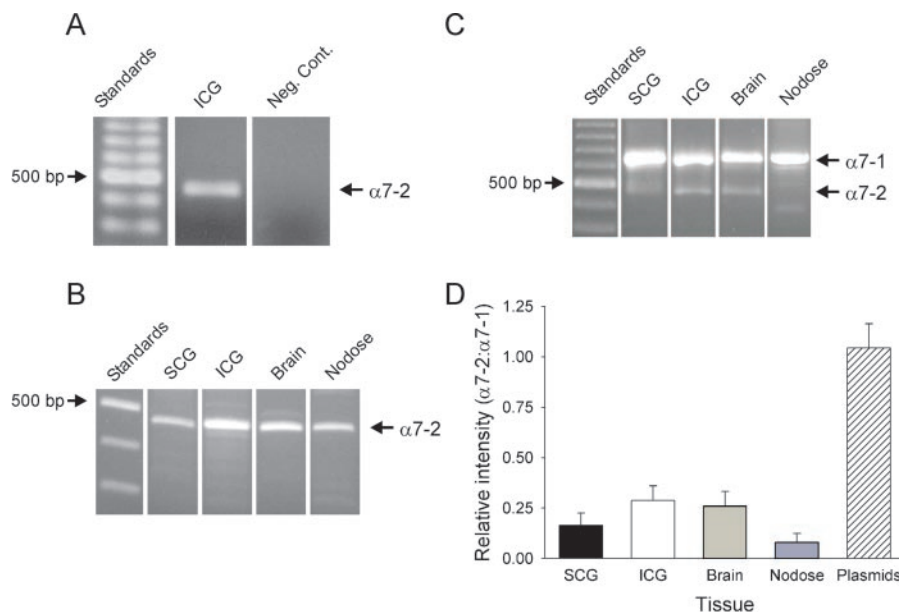 A
Standards
ICG
Neg. Cont.
500 bp
α7-2
B
Standards
SCG
ICG
Brain
Nodose
500 bp
α7-2
C
Standards
SCG
ICG
Brain
Nodose
500 bp
α7-1
α7-2
D
Relative intensity (α7-2:α7-1)
1.25
1.00
0.75
0.50
0.25
0.00
SCG ICG Brain Nodose Plasmids
Tissue